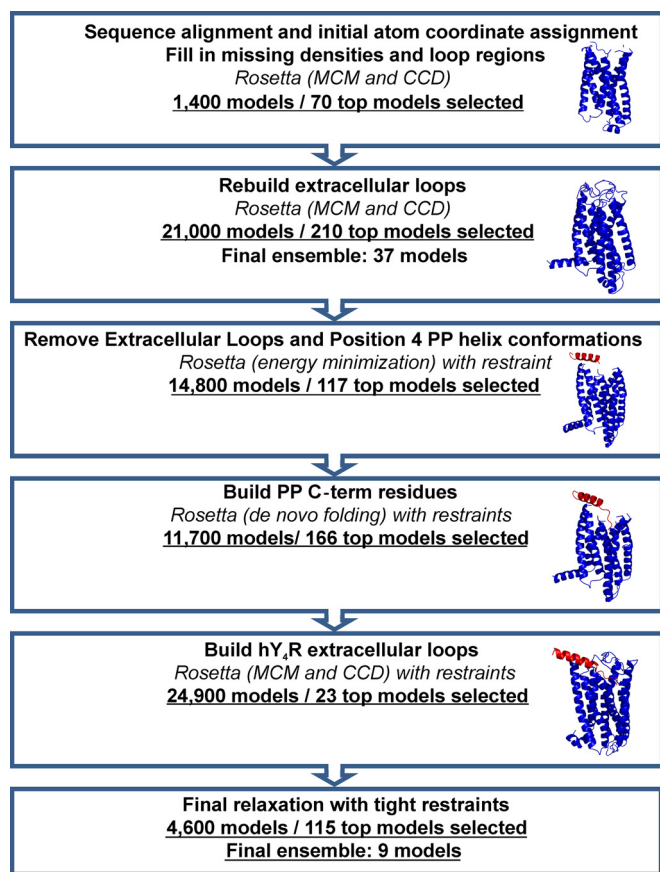 Sequence alignment and initial atom coordinate assignment
Fill in missing densities and loop regions
Rosetta (MCM and CCD)
1,400 models / 70 top models selected
Rebuild extracellular loops
Rosetta (MCM and CCD)
21,000 models / 210 top models selected
Final ensemble: 37 models
Remove Extracellular Loops and Position 4 PP helix conformations
Rosetta (energy minimization) with restraint
14,800 models / 117 top models selected
Build PP C-term residues
Rosetta (de novo folding) with restraints
11,700 models/ 166 top models selected
Build hY₄R extracellular loops
Rosetta (MCM and CCD) with restraints
24,900 models / 23 top models selected
Final relaxation with tight restraints
4,600 models / 115 top models selected
Final ensemble: 9 models